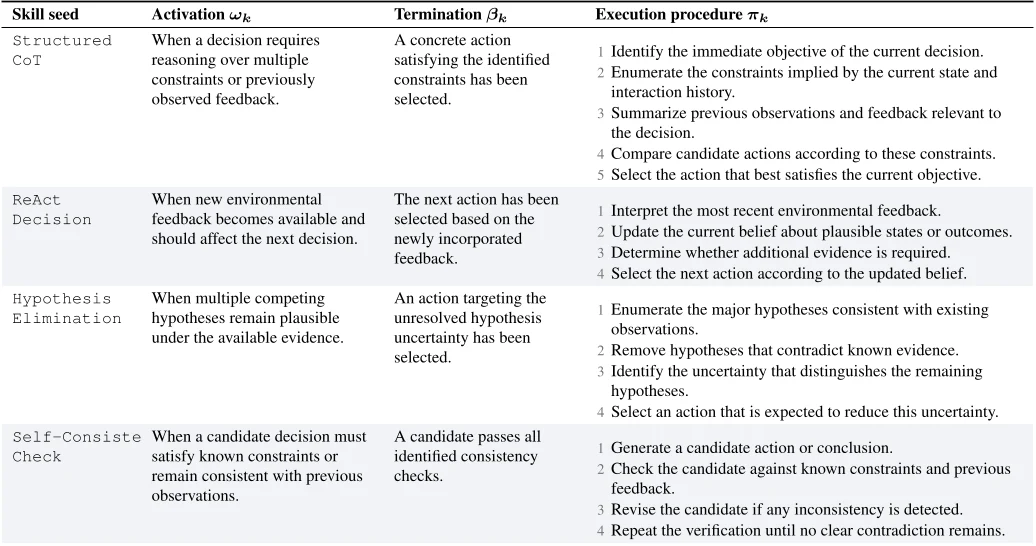 Skill seed Activation ωk Termination βk Execution procedure πk
Structured CoT
When a decision requires reasoning over multiple constraints or previously observed feedback.
A concrete action satisfying the identified constraints has been selected.
1 Identify the immediate objective of the current decision.
2 Enumerate the constraints implied by the current state and
interaction history.
3 Summarize previous observations and feedback relevant to
the decision.
4 Compare candidate actions according to these constraints.
5 Select the action that best satisfies the current objective.
ReAct
Decision
When new environmental
feedback becomes available and
should affect the next decision.
The next action has been
selected based on the
newly incorporated
feedback.
1 Interpret the most recent environmental feedback.
2 Update the current belief about plausible states or outcomes.
3 Determine whether additional evidence is required.
4 Select the next action according to the updated belief.
Hypothesis
Elimination
When multiple competing
hypotheses remain plausible
under the available evidence.
An action targeting the
unresolved hypothesis
uncertainty has been
selected.
1 Enumerate the major hypotheses consistent with existing
observations.
2 Remove hypotheses that contradict known evidence.
3 Identify the uncertainty that distinguishes the remaining
hypotheses.
4 Select an action that is expected to reduce this uncertainty.
Self-Consiste
Check
When a candidate decision must
satisfy known constraints or
remain consistent with previous
observations.
A candidate passes all
identified consistency
checks.
1 Generate a candidate action or conclusion.
2 Check the candidate against known constraints and previous
feedback.
3 Revise the candidate if any inconsistency is detected.
4 Repeat the verification until no clear contradiction remains.